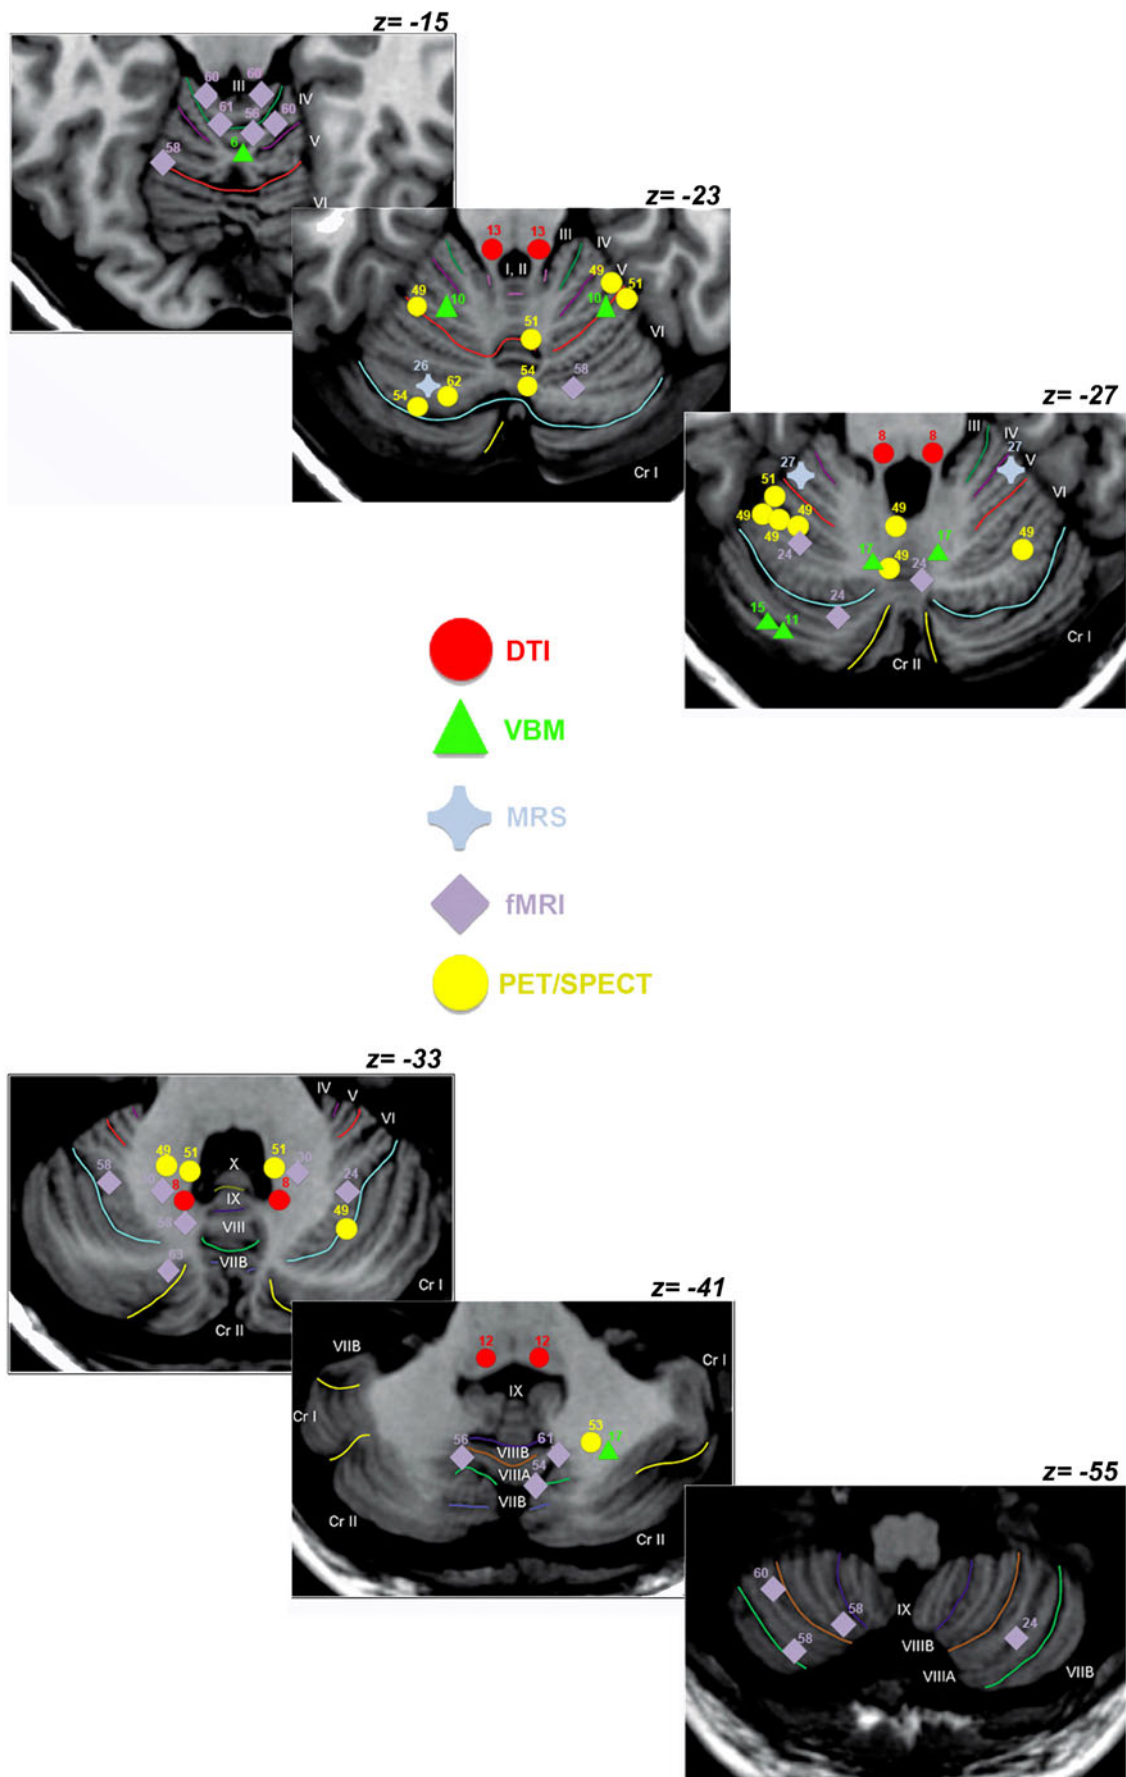 z= -15
60 III 60
IV
61 56 60
V
6
58
VI
z= -23
13 13 III
IV
I, II
V
49
49 10 10 51
51
VI
26
62 54 58
54
Cr I
z= -27
8 8 III
IV
27 27
V
51
VI
49 49 49
49
24 17 49 17
24
24
49
15 11
Cr I
Cr II
DTI
VBM
MRS
fMRI
PET/SPECT
z= -33
IV V
VI
49 51 51 30
X
58 24
8 8
IX
49
58 VIII
VIIB
63
Cr I
Cr II
z= -41
12 12
VIIB Cr I
IX
Cr I
53
56 61 17
VIIIB
54
VIIIA
VIIB
Cr II
Cr II
z= -55
60
58 IX 24
58 VIIIB
VIIIA VIIB